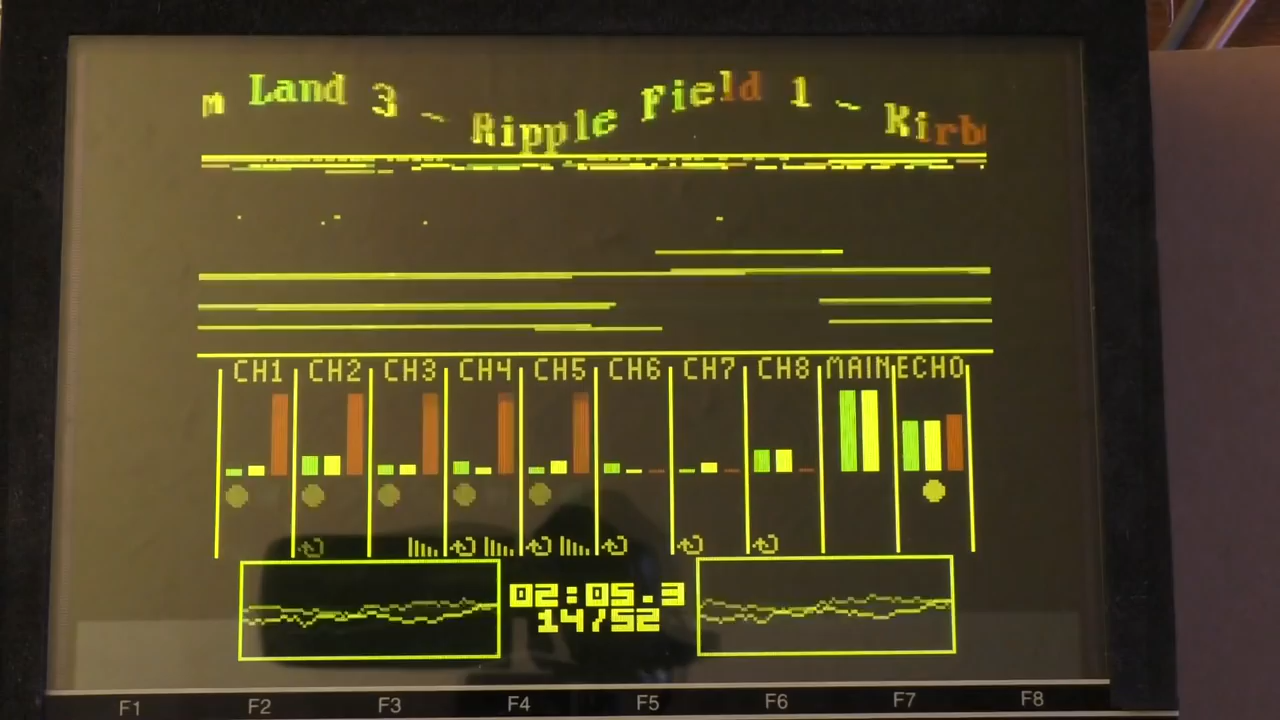 m Land 3 ~ Ripple Field 1 ~ Kirb
CH1 CH2 CH3 CH4 CH5 CH6 CH7 CH8 MAIN ECHO
02:05.3
14/52
F1 F2 F3 F4 F5 F6 F7 F8